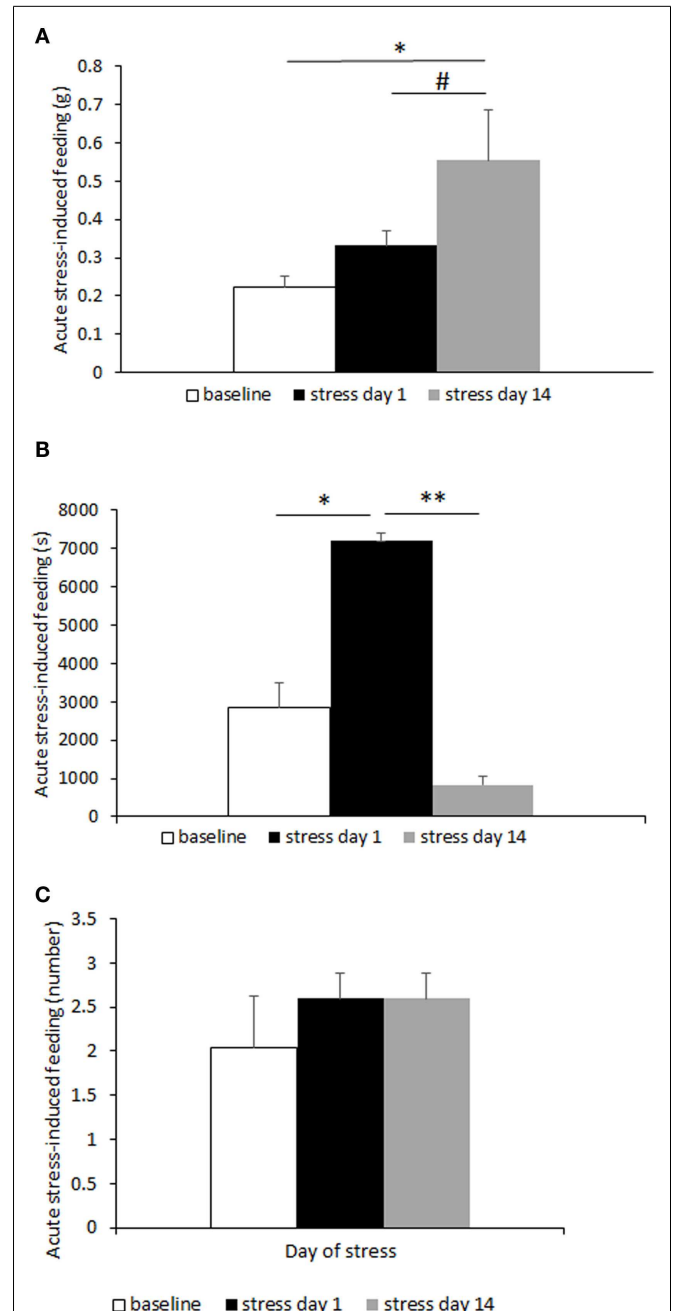 A
*
#
Acute stress-induced feeding (g)
0.8
0.7
0.6
0.5
0.4
0.3
0.2
0.1
0
baseline stress day 1 stress day 14
B
* **
Acute stress-induced feeding (s)
8000
7000
6000
5000
4000
3000
2000
1000
0
baseline stress day 1 stress day 14
C
Acute stress-induced feeding (number)
3.5
3
2.5
2
1.5
1
0.5
0
Day of stress
baseline stress day 1 stress day 14